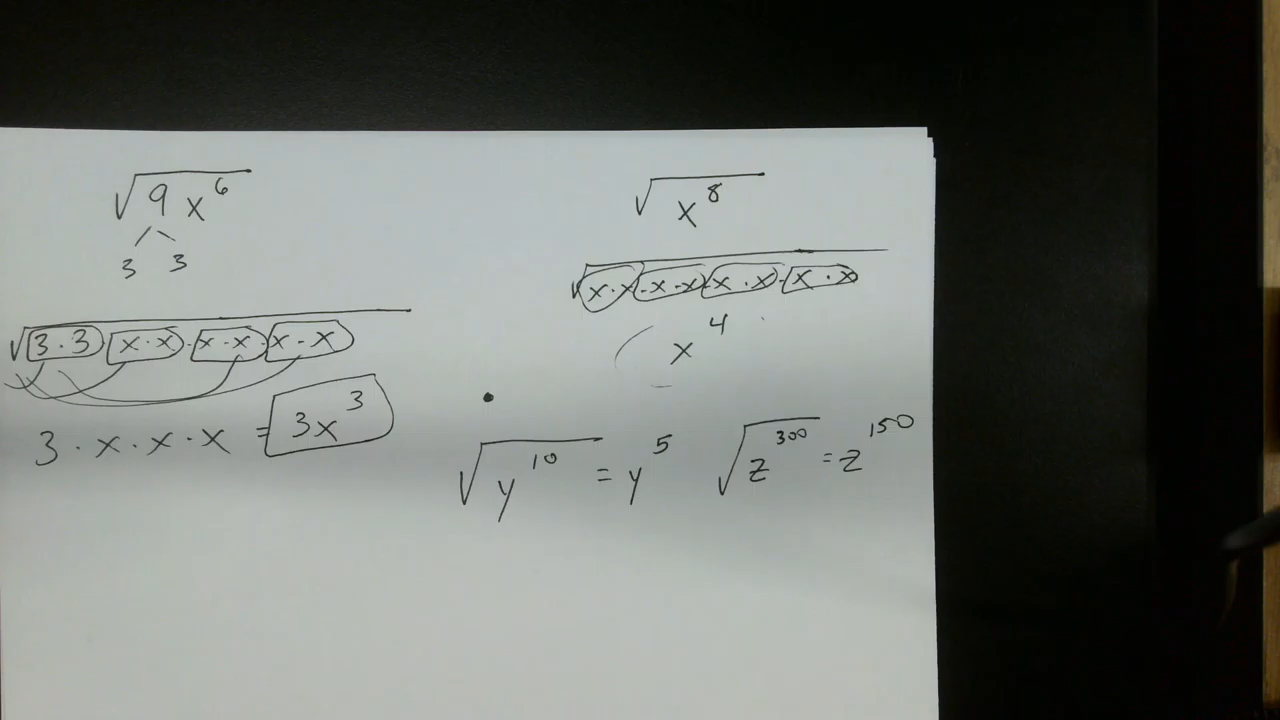 √9x⁶
3 3
√3·3 x·x·x·x·x·x
3·x·x·x = 3x³
√x⁸
√x·x·x·x·x·x·x·x
x⁴
√y¹⁰ = y⁵
√z³⁰⁰ = z¹⁵⁰